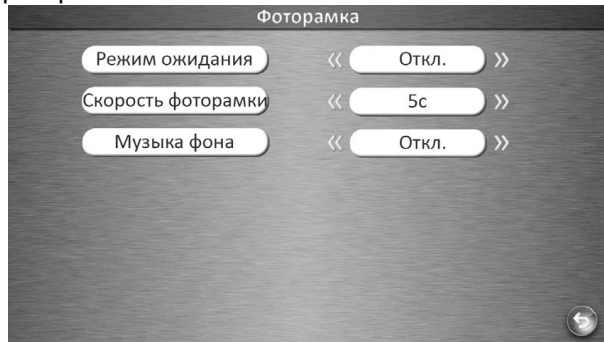 Фоторамка
Режим ожидания « Откл. »
Скорость фоторамки « 5с »
Музыка фона « Откл. »